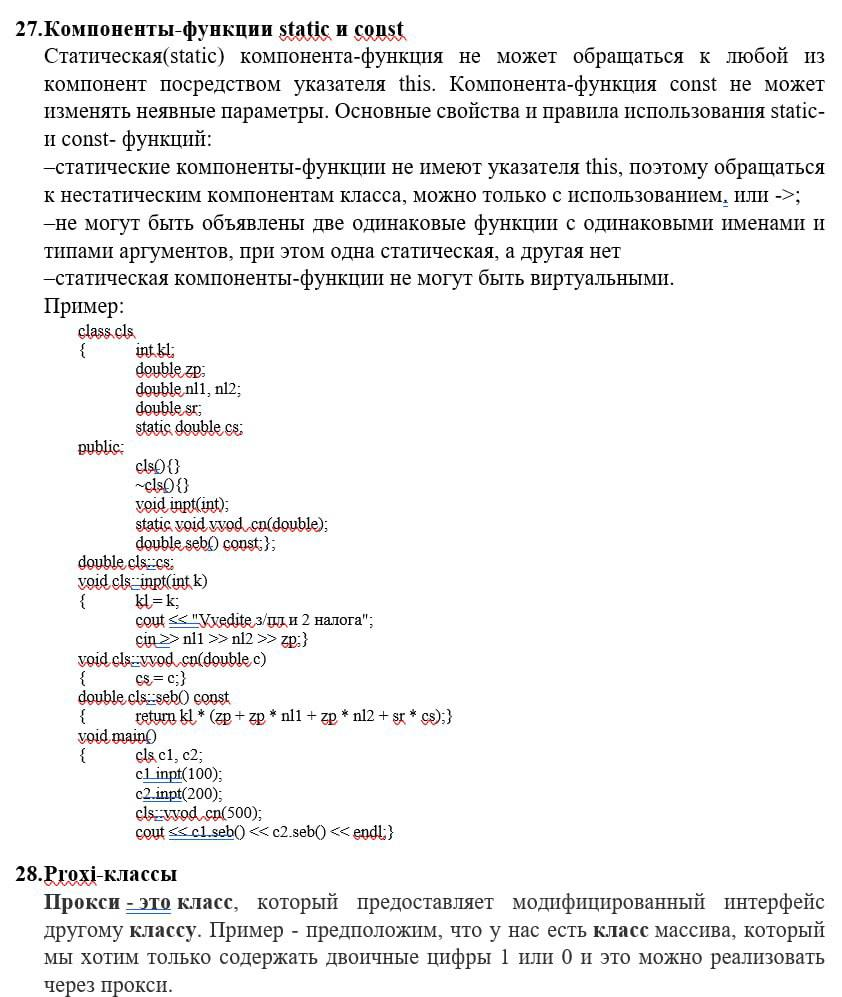 27.Компоненты-функции static и const
Статическая(static) компонента-функция не может обращаться к любой из
компонент посредством указателя this. Компонента-функция const не может
изменять неявные параметры. Основные свойства и правила использования static-
и const- функций:
–статические компоненты-функции не имеют указателя this, поэтому обращаться
к нестатическим компонентам класса, можно только с использованием. или ->;
–не могут быть объявлены две одинаковые функции с одинаковыми именами и
типами аргументов, при этом одна статическая, а другая нет
–статическая компоненты-функции не могут быть виртуальными.
Пример:
class cls
{ int kl;
double zp;
double nl1, nl2;
double sr;
static double cs;
public:
cls(){}
~cls(){}
void inpt(int);
static void vvod_cn(double);
double seb() const;};
double cls::cs;
void cls::inpt(int k)
{ kl = k;
cout << "Vvedite з/пл и 2 налога";
cin >> nl1 >> nl2 >> zp;}
void cls::vvod_cn(double c)
{ cs = c;}
double cls::seb() const
{ return kl * (zp + zp * nl1 + zp * nl2 + sr * cs);}
void main()
{ cls c1, c2;
c1.inpt(100);
c2.inpt(200);
cls::vvod_cn(500);
cout << c1.seb() << c2.seb() << endl;}
28.Proxi-классы
Прокси - это класс, который предоставляет модифицированный интерфейс
другому классу. Пример - предположим, что у нас есть класс массива, который
мы хотим только содержать двоичные цифры 1 или 0 и это можно реализовать
через прокси.